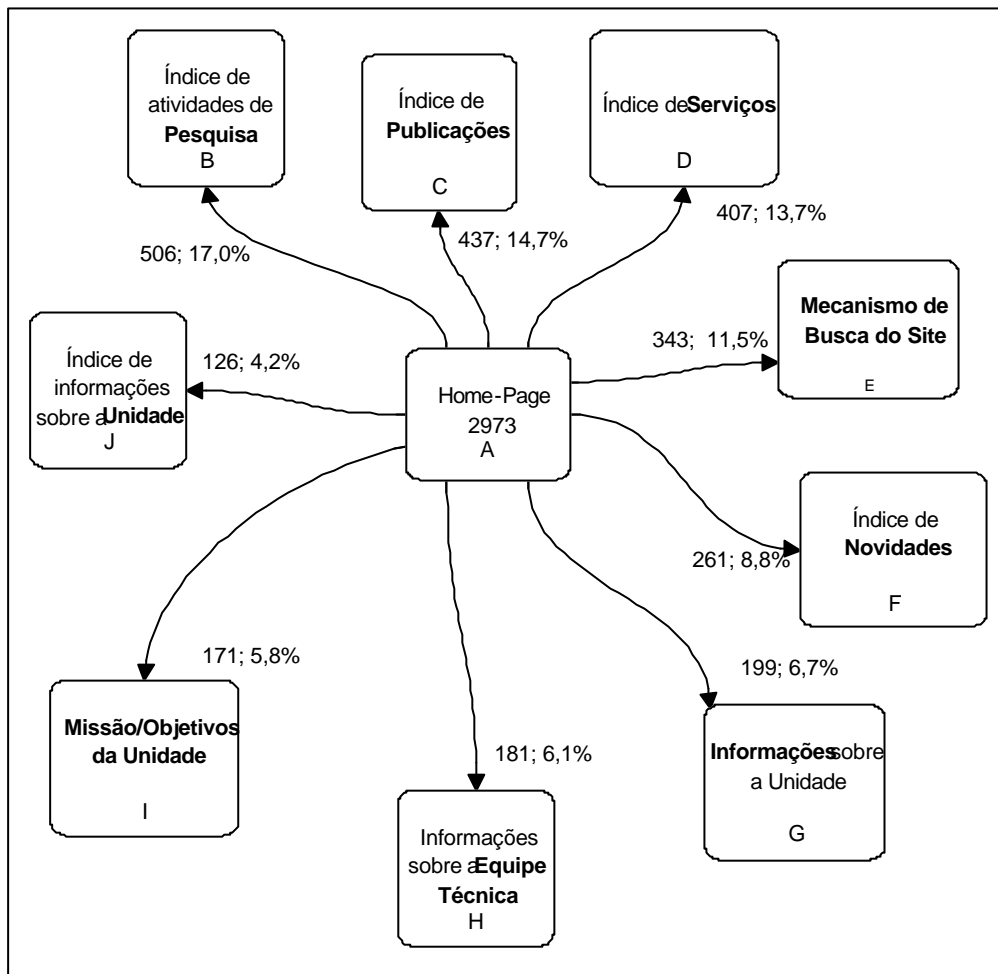 Índice de
atividades de
Pesquisa
B
Índice de
Publicações
C
Índice de Serviços
D
506; 17,0%
437; 14,7%
407; 13,7%
Índice de
informações
sobre a Unidade
J
126; 4,2%
Home-Page
2973
A
343; 11,5%
Mecanismo de
Busca do Site
E
261; 8,8%
Índice de
Novidades
F
171; 5,8%
Missão/Objetivos
da Unidade
I
181; 6,1%
Informações
sobre a Equipe
Técnica
H
199; 6,7%
Informações sobre
a Unidade
G